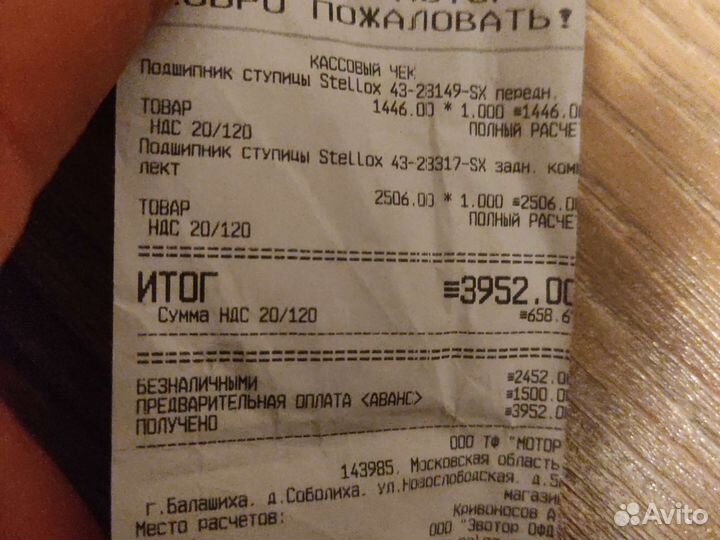 ПОЖАЛОВАТЬ!
КАССОВЫЙ ЧЕК
Подшипник ступицы Stellox 43-28149-SX передн.
1446.00 * 1.000 ≡1446.0
ТОВАР
НДС 20/120 ПОЛНЫЙ РАСЧЕ
Подшипник ступицы Stellox 43-28317-SX задн. комп
лект
2506.00 * 1.000 ≡2506.0
ТОВАР ПОЛНЫЙ РАСЧЕ
НДС 20/120
ИТОГ ≡3952.00
Сумма НДС 20/120 ≡658.6
БЕЗНАЛИЧНЫМИ ≡2452.0
ПРЕДВАРИТЕЛЬНАЯ ОПЛАТА <АВАНС> ≡1500.0
ПОЛУЧЕНО ≡3952.0
ООО ТФ "МОТОР
143985, Московская область
г.Балашиха, д.Соболиха, ул.Новослободская, д.5
магази
Место расчетов: Кривоносов А
ООО "Эвотор ОФД
Avito